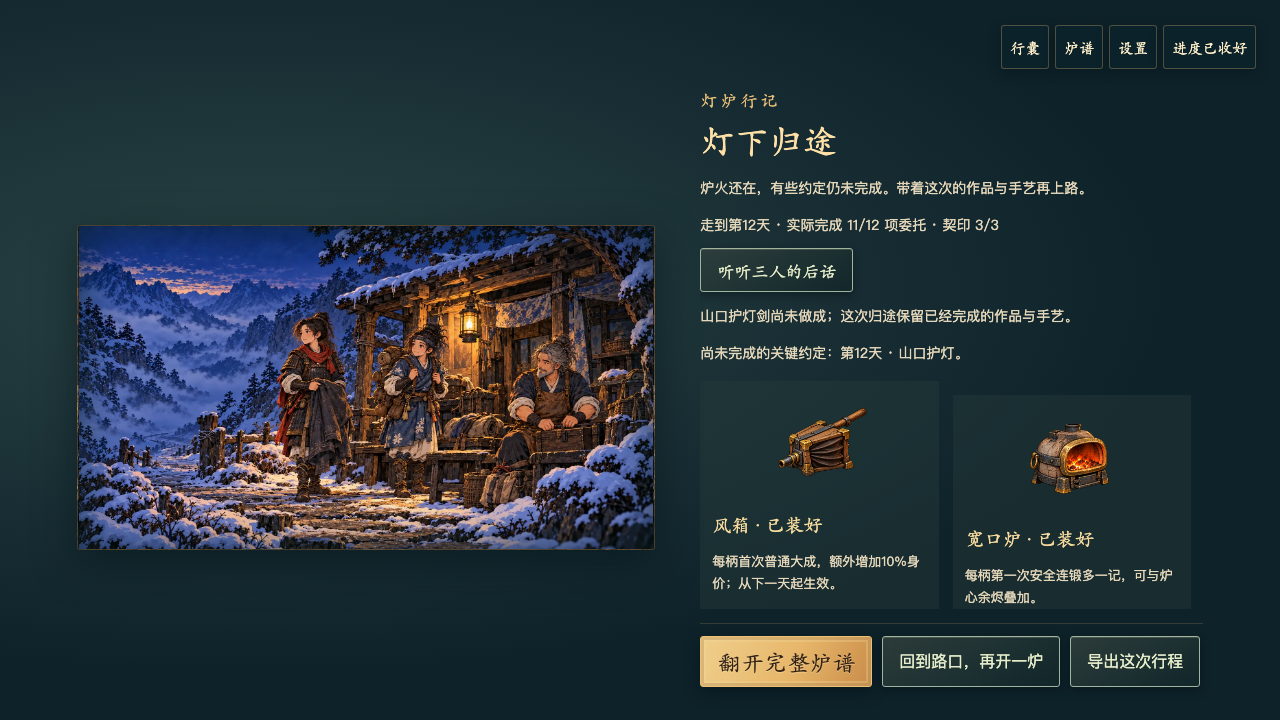 行囊
炉谱
设置
进度已收好
灯炉行记
灯下归途
炉火还在，有些约定仍未完成。带着这次的作品与手艺再上路。
走到第12天 · 实际完成 11/12 项委托 · 契印 3/3
听听三人的后话
山口护灯剑尚未做成；这次归途保留已经完成的作品与手艺。
尚未完成的关键约定：第12天 · 山口护灯。
风箱 · 已装好
每柄首次普通大成，额外增加10%身
价；从下一天起生效。
宽口炉 · 已装好
每柄第一次安全连锻多一记，可与炉
心余烬叠加。
翻开完整炉谱
回到路口，再开一炉
导出这次行程